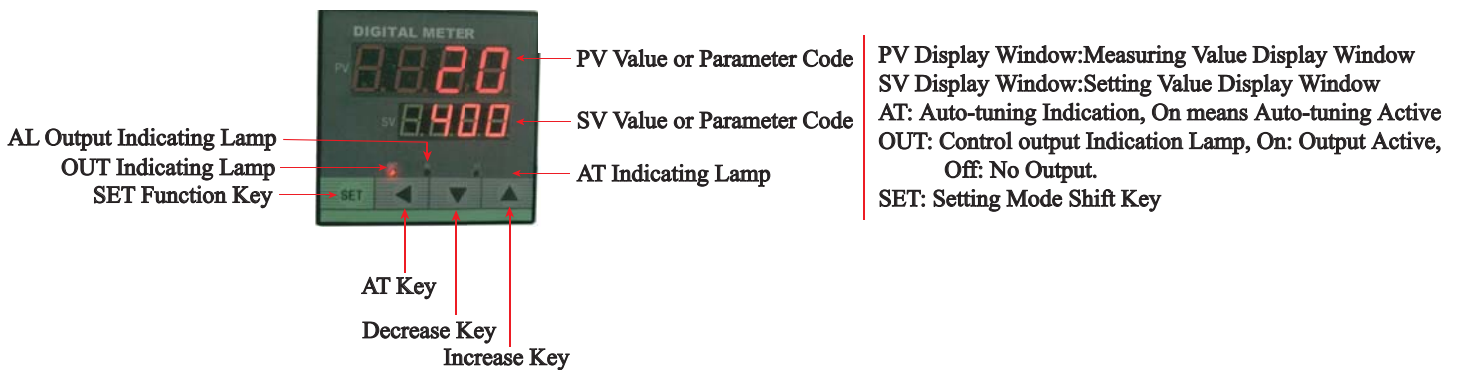 DIGITAL METER
PV
20
SV
400
SET
AL Output Indicating Lamp
OUT Indicating Lamp
SET Function Key
PV Value or Parameter Code
SV Value or Parameter Code
AT Indicating Lamp
AT Key
Decrease Key
Increase Key
PV Display Window:Measuring Value Display Window
SV Display Window:Setting Value Display Window
AT: Auto-tuning Indication, On means Auto-tuning Active
OUT: Control output Indication Lamp, On: Output Active,
Off: No Output.
SET: Setting Mode Shift Key